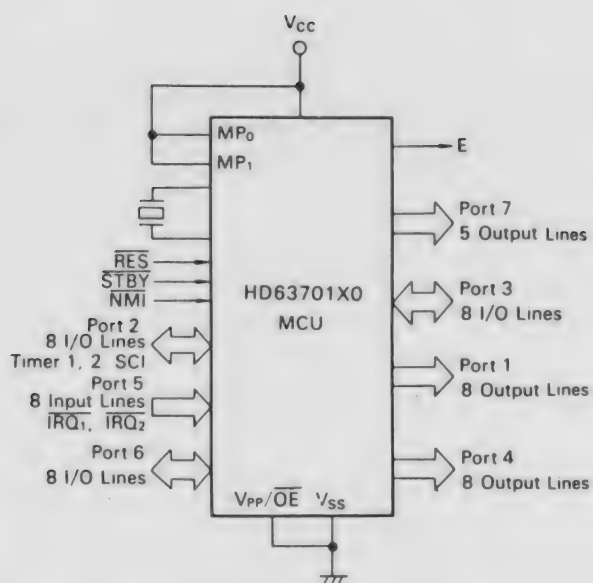 VCC
MP0
MP1
E
RES
STBY
NMI
Port 2
8 I/O Lines
Timer 1, 2 SCI
Port 5
8 Input Lines
IRQ1, IRQ2
Port 6
8 I/O Lines
HD63701X0
MCU
VPP/OE VSS
Port 7
5 Output Lines
Port 3
8 I/O Lines
Port 1
8 Output Lines
Port 4
8 Output Lines